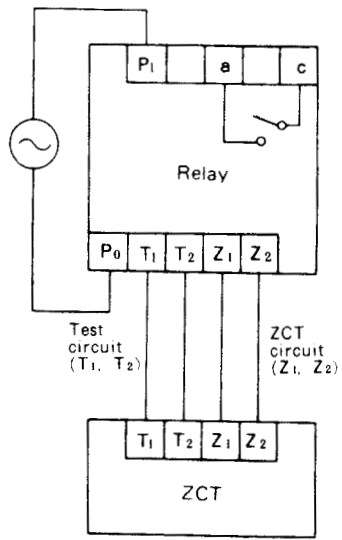 P1 a c
Relay
P0 T1 T2 Z1 Z2
Test
circuit
(T1, T2)
ZCT
circuit
(Z1, Z2)
T1 T2 Z1 Z2
ZCT